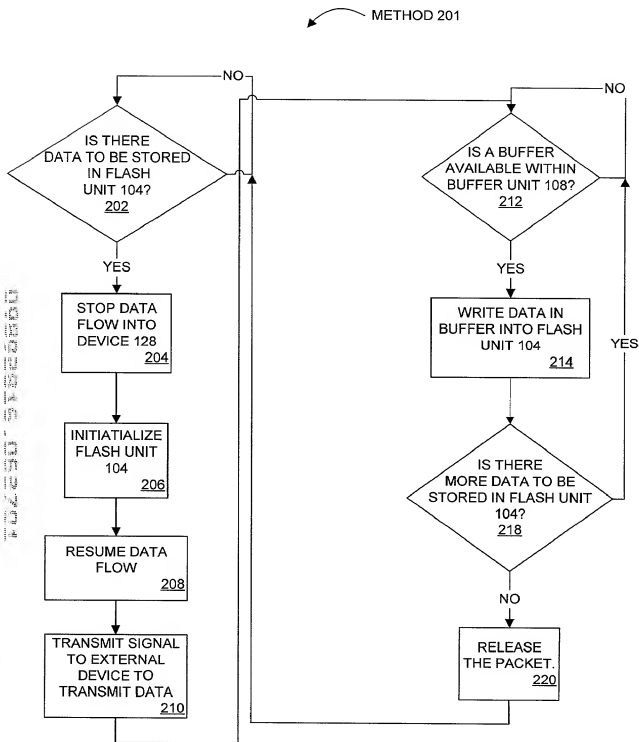 METHOD 201
NO
IS THERE
DATA TO BE STORED
IN FLASH
UNIT 104?
202
YES
STOP DATA
FLOW INTO
DEVICE 128
204
INITIATIALIZE
FLASH UNIT
104
206
RESUME DATA
FLOW
208
TRANSMIT SIGNAL
TO EXTERNAL
DEVICE TO
TRANSMIT DATA
210
NO
IS A BUFFER
AVAILABLE WITHIN
BUFFER UNIT 108?
212
YES
WRITE DATA IN
BUFFER INTO FLASH
UNIT 104
214
YES
IS THERE
MORE DATA TO BE
STORED IN FLASH UNIT
104?
218
NO
RELEASE
THE PACKET.
220